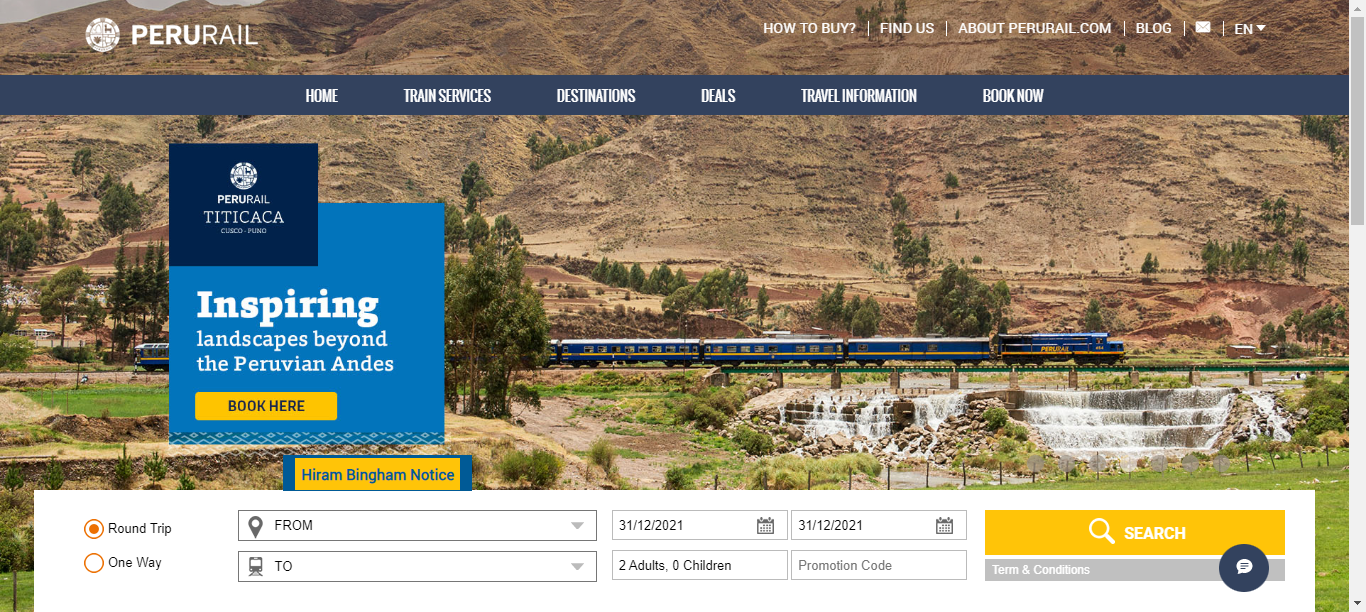 PERURAIL
HOW TO BUY?
FIND US
ABOUT PERURAIL.COM
BLOG
EN
HOME
TRAIN SERVICES
DESTINATIONS
DEALS
TRAVEL INFORMATION
BOOK NOW
PERURAIL
TITICACA
CUSCO - PUNO
Inspiring
landscapes beyond
the Peruvian Andes
BOOK HERE
PERURAIL
Hiram Bingham Notice
Round Trip
FROM
31/12/2021
31/12/2021
SEARCH
One Way
TO
2 Adults, 0 Children
Promotion Code
Term & Conditions